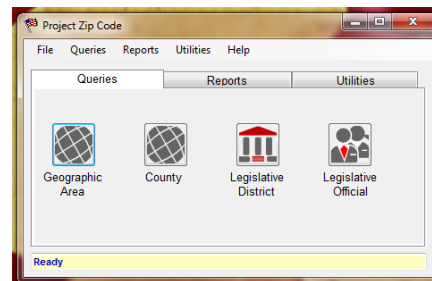 Project Zip Code
File Queries Reports Utilities Help
Queries Reports Utilities
Geographic Area
County
Legislative District
Legislative Official
Ready